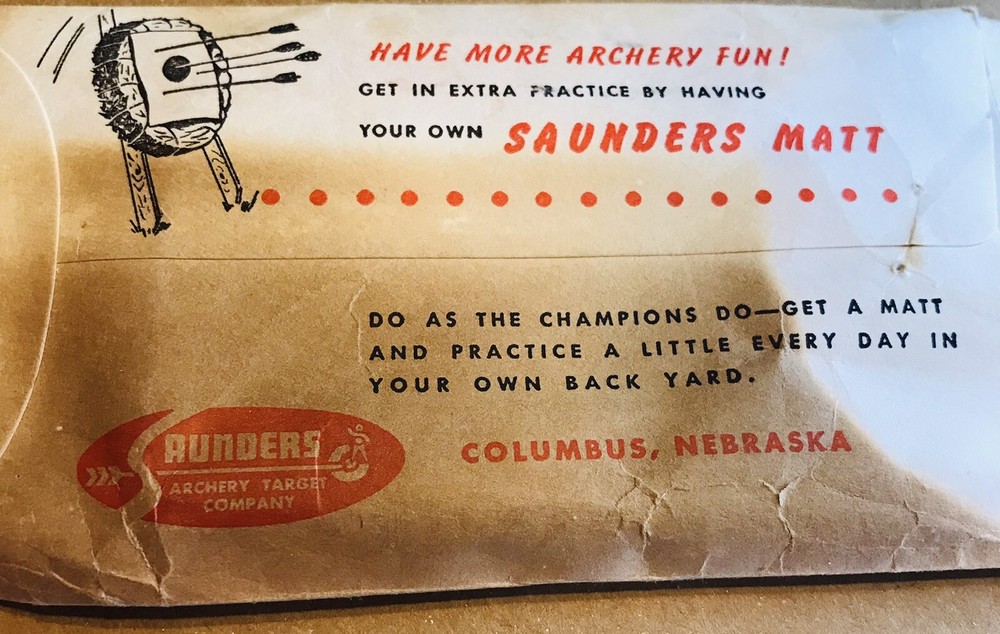 HAVE MORE ARCHERY FUN!
GET IN EXTRA PRACTICE BY HAVING
YOUR OWN SAUNDERS MATT
DO AS THE CHAMPIONS DO—GET A MATT
AND PRACTICE A LITTLE EVERY DAY IN
YOUR OWN BACK YARD.
SAUNDERS
ARCHERY TARGET
COMPANY
COLUMBUS, NEBRASKA